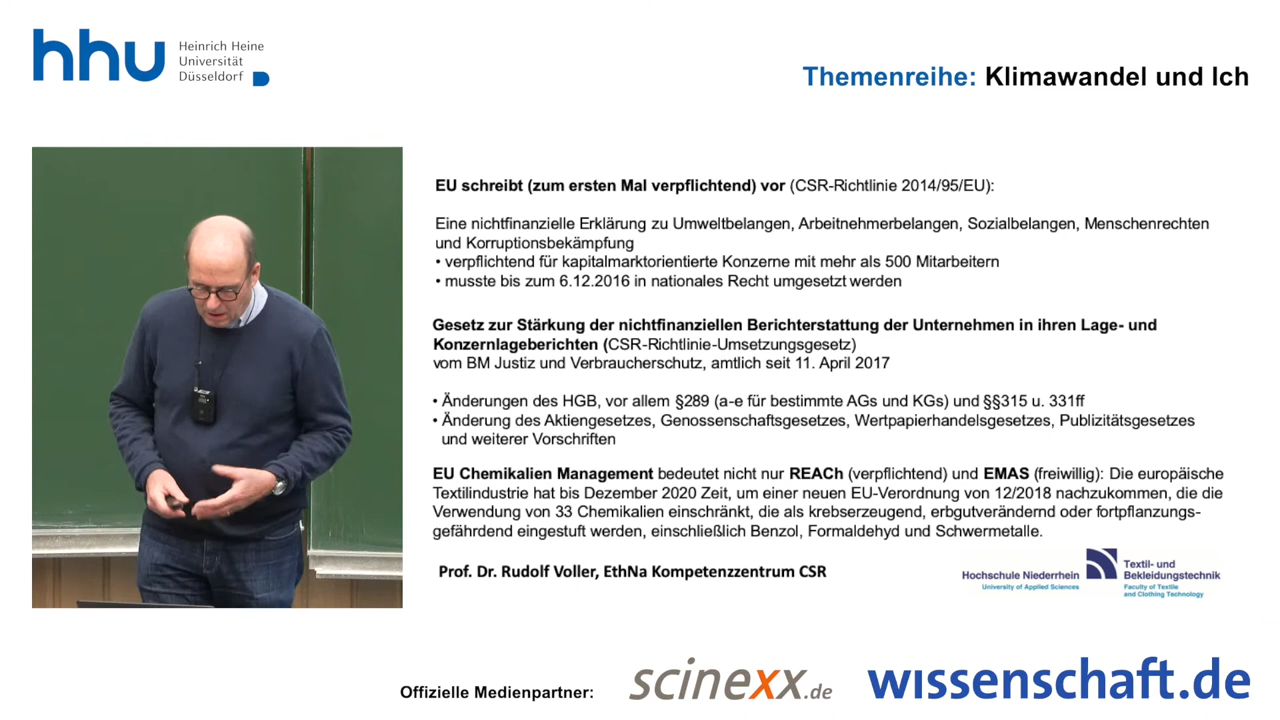 hhu Heinrich Heine
Universität
Düsseldorf
Themenreihe: Klimawandel und Ich
EU schreibt (zum ersten Mal verpflichtend) vor (CSR-Richtlinie 2014/95/EU):
Eine nichtfinanzielle Erklärung zu Umweltbelangen, Arbeitnehmerbelangen, Sozialbelangen, Menschenrechten
und Korruptionsbekämpfung
• verpflichtend für kapitalmarktorientierte Konzerne mit mehr als 500 Mitarbeitern
• musste bis zum 6.12.2016 in nationales Recht umgesetzt werden
Gesetz zur Stärkung der nichtfinanziellen Berichterstattung der Unternehmen in ihren Lage- und
Konzernlageberichten (CSR-Richtlinie-Umsetzungsgesetz)
vom BM Justiz und Verbraucherschutz, amtlich seit 11. April 2017
• Änderungen des HGB, vor allem §289 (a-e für bestimmte AGs und KGs) und §§315 u. 331ff
• Änderung des Aktiengesetzes, Genossenschaftsgesetzes, Wertpapierhandelsgesetzes, Publizitätsgesetzes
und weiterer Vorschriften
EU Chemikalien Management bedeutet nicht nur REACh (verpflichtend) und EMAS (freiwillig): Die europäische
Textilindustrie hat bis Dezember 2020 Zeit, um einer neuen EU-Verordnung von 12/2018 nachzukommen, die die
Verwendung von 33 Chemikalien einschränkt, die als krebserzeugend, erbgutverändernd oder fortpflanzungs-
gefährdend eingestuft werden, einschließlich Benzol, Formaldehyd und Schwermetalle.
Prof. Dr. Rudolf Voller, EthNa Kompetenzzentrum CSR
Hochschule Niederrhein
University of Applied Sciences
Textil- und
Bekleidungstechnik
Faculty of Textile
and Clothing Technology
Offizielle Medienpartner: scinexx.de wissenschaft.de